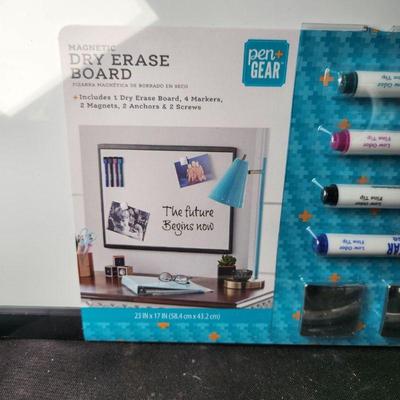 MAGNETIC
DRY ERASE
BOARD
PIZARRA MAGNÉTICA DE BORRADO EN SECO
+Includes 1 Dry Erase Board, 4 Markers,
2 Magnets, 2 Anchors & 2 Screws
pen+
GEAR™
The future
Begins now
23 IN x 17 IN (58.4 cm x 43.2 cm)
Low Odor
Fine Tip
Low Odor
Fine Tip
Low Odor
Fine Tip
Low Odor
Fine Tip